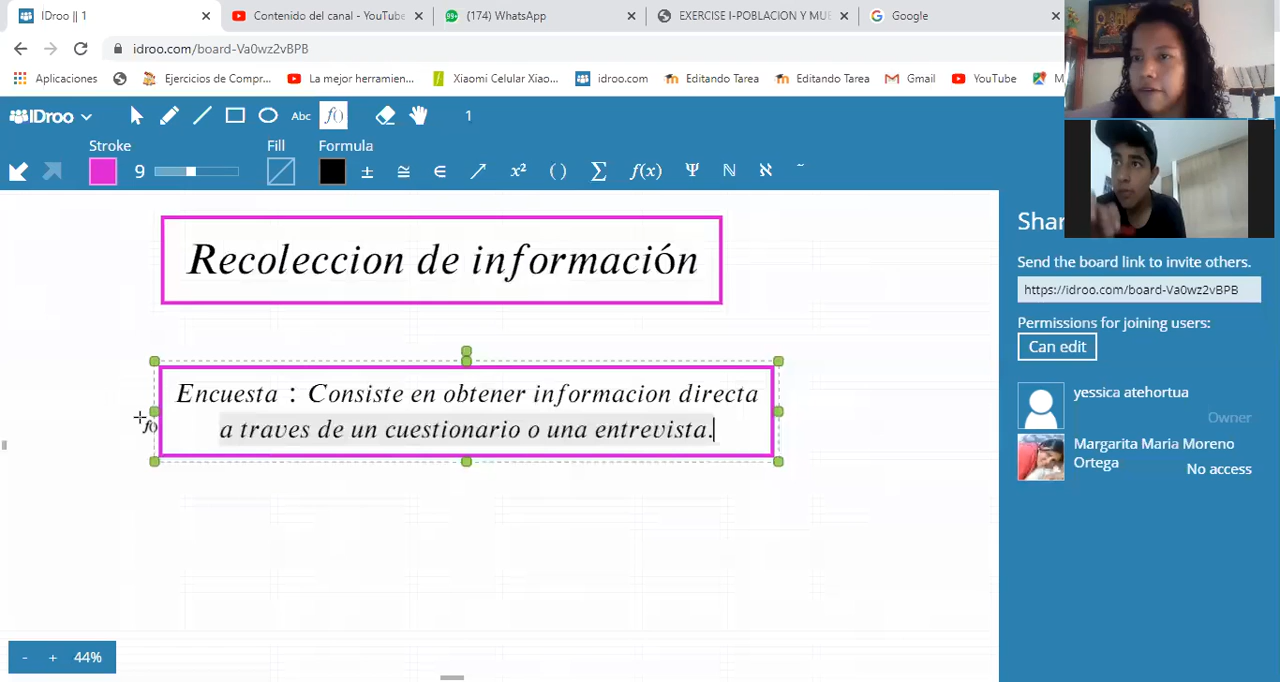 IDroo || 1
Contenido del canal - YouTube
(174) WhatsApp
EXERCISE I-POBLACION Y MUE
Google
idroo.com/board-Va0wz2vBPB
Aplicaciones
Ejercicios de Compr...
La mejor herramien...
Xiaomi Celular Xiao...
idroo.com
Editando Tarea
Editando Tarea
Gmail
YouTube
M
IDroo
Abc
f()
1
Stroke
Fill
Formula
9
± ≅ ∈ x² ( ) ∑ f(x) Ψ ℕ ℵ ~
Recoleccion de información
Encuesta : Consiste en obtener informacion directa
a traves de un cuestionario o una entrevista.
f()
- + 44%
Shar
Send the board link to invite others.
https://idroo.com/board-Va0wz2vBPB
Permissions for joining users:
Can edit
yessica atehortua
Owner
Margarita Maria Moreno
Ortega
No access